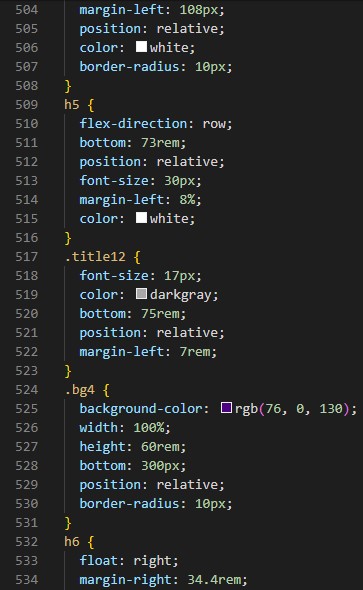 504 margin-left: 108px;
505 position: relative;
506 color: white;
507 border-radius: 10px;
508 }
509 h5 {
510 flex-direction: row;
511 bottom: 73rem;
512 position: relative;
513 font-size: 30px;
514 margin-left: 8%;
515 color: white;
516 }
517 .title12 {
518 font-size: 17px;
519 color: darkgray;
520 bottom: 75rem;
521 position: relative;
522 margin-left: 7rem;
523 }
524 .bg4 {
525 background-color: rgb(76, 0, 130);
526 width: 100%;
527 height: 60rem;
528 bottom: 300px;
529 position: relative;
530 border-radius: 10px;
531 }
532 h6 {
533 float: right;
534 margin-right: 34.4rem;